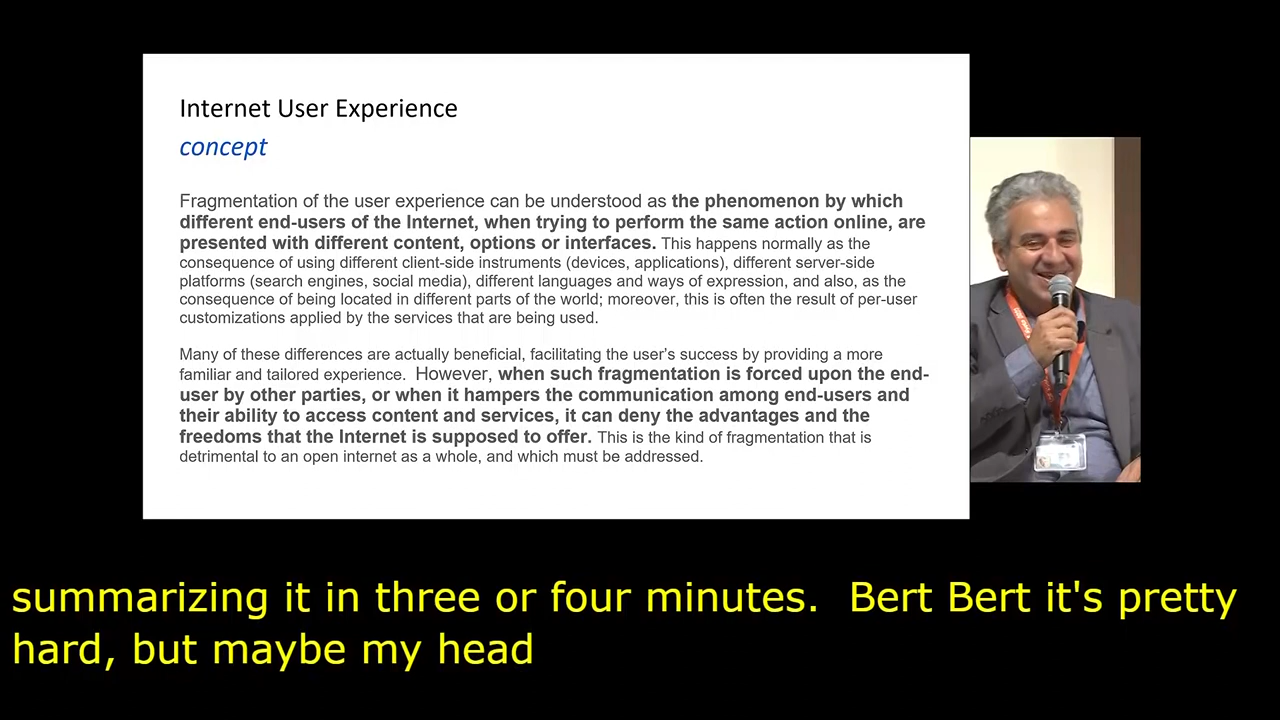 Internet User Experience
concept
Fragmentation of the user experience can be understood as the phenomenon by which
different end-users of the Internet, when trying to perform the same action online, are
presented with different content, options or interfaces. This happens normally as the
consequence of using different client-side instruments (devices, applications), different server-side
platforms (search engines, social media), different languages and ways of expression, and also, as the
consequence of being located in different parts of the world; moreover, this is often the result of per-user
customizations applied by the services that are being used.
Many of these differences are actually beneficial, facilitating the user’s success by providing a more
familiar and tailored experience.  However, when such fragmentation is forced upon the end-
user by other parties, or when it hampers the communication among end-users and
their ability to access content and services, it can deny the advantages and the
freedoms that the Internet is supposed to offer. This is the kind of fragmentation that is
detrimental to an open internet as a whole, and which must be addressed.
summarizing it in three or four minutes.  Bert Bert it's pretty
hard, but maybe my head